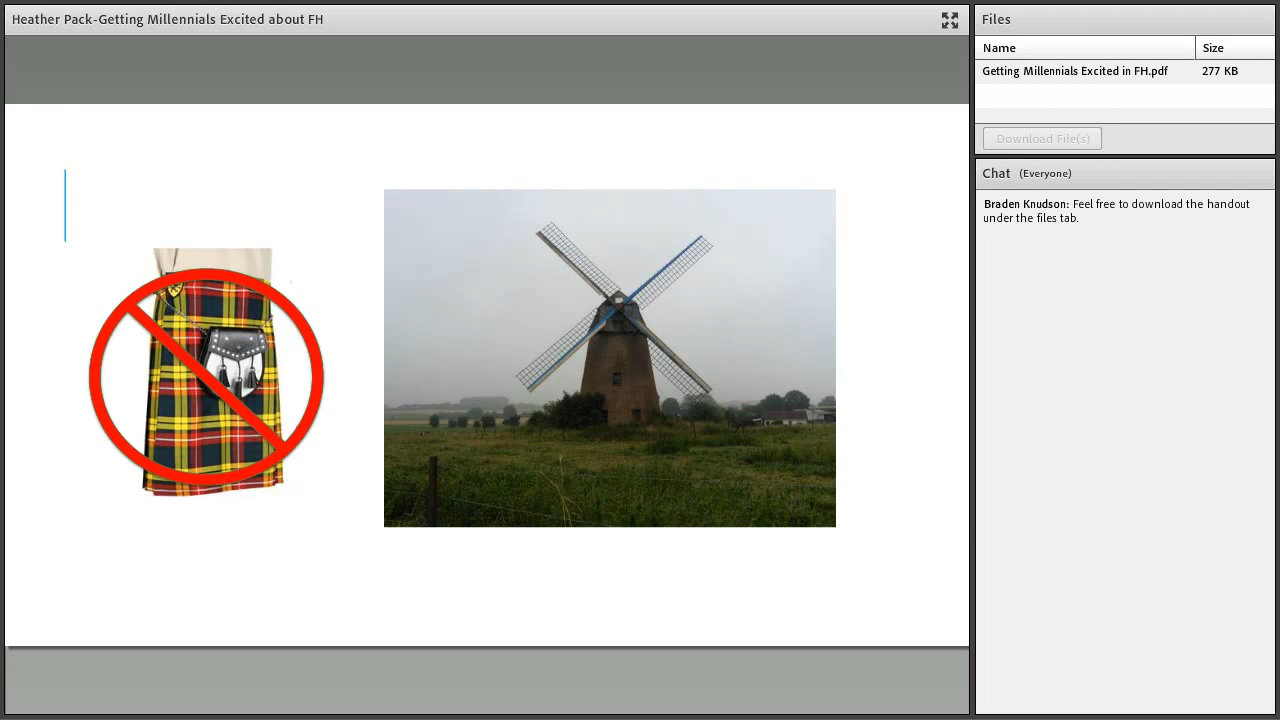 Heather Pack-Getting Millennials Excited about FH
Files
Name Size
Getting Millennials Excited in FH.pdf 277 KB
Download File(s)
Chat (Everyone)
Braden Knudson: Feel free to download the handout
under the files tab.